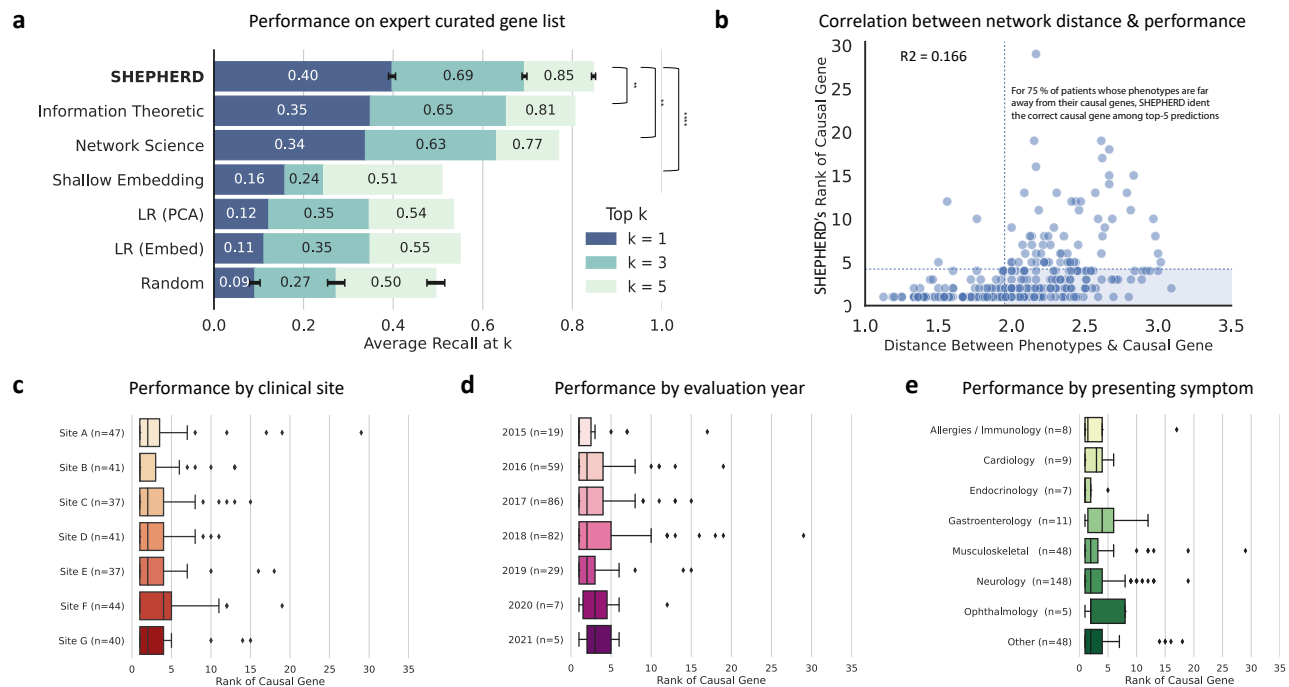 a
Performance on expert curated gene list
SHEPHERD
0.40
0.69
0.85
**
**
****
Information Theoretic
0.35
0.65
0.81
Network Science
0.34
0.63
0.77
Shallow Embedding
0.16
0.24
0.51
LR (PCA)
0.12
0.35
0.54
LR (Embed)
0.11
0.35
0.55
Random
0.09
0.27
0.50
Top k
k = 1
k = 3
k = 5
0.0
0.2
0.4
0.6
0.8
1.0
Average Recall at k
b
Correlation between network distance & performance
R2 = 0.166
For 75 % of patients whose phenotypes are far
away from their causal genes, SHEPHERD ident
the correct causal gene among top-5 predictions
SHEPHERD's Rank of Causal Gene
30
25
20
15
10
5
0
1.0
1.5
2.0
2.5
3.0
3.5
Distance Between Phenotypes & Causal Gene
c
Performance by clinical site
Site A (n=47)
Site B (n=41)
Site C (n=37)
Site D (n=41)
Site E (n=37)
Site F (n=44)
Site G (n=40)
0
5
10
15
20
25
30
35
Rank of Causal Gene
d
Performance by evaluation year
2015 (n=19)
2016 (n=59)
2017 (n=86)
2018 (n=82)
2019 (n=29)
2020 (n=7)
2021 (n=5)
0
5
10
15
20
25
30
35
Rank of Causal Gene
e
Performance by presenting symptom
Allergies / Immunology (n=8)
Cardiology (n=9)
Endocrinology (n=7)
Gastroenterology (n=11)
Musculoskeletal (n=48)
Neurology (n=148)
Ophthalmology (n=5)
Other (n=48)
0
5
10
15
20
25
30
35
Rank of Causal Gene